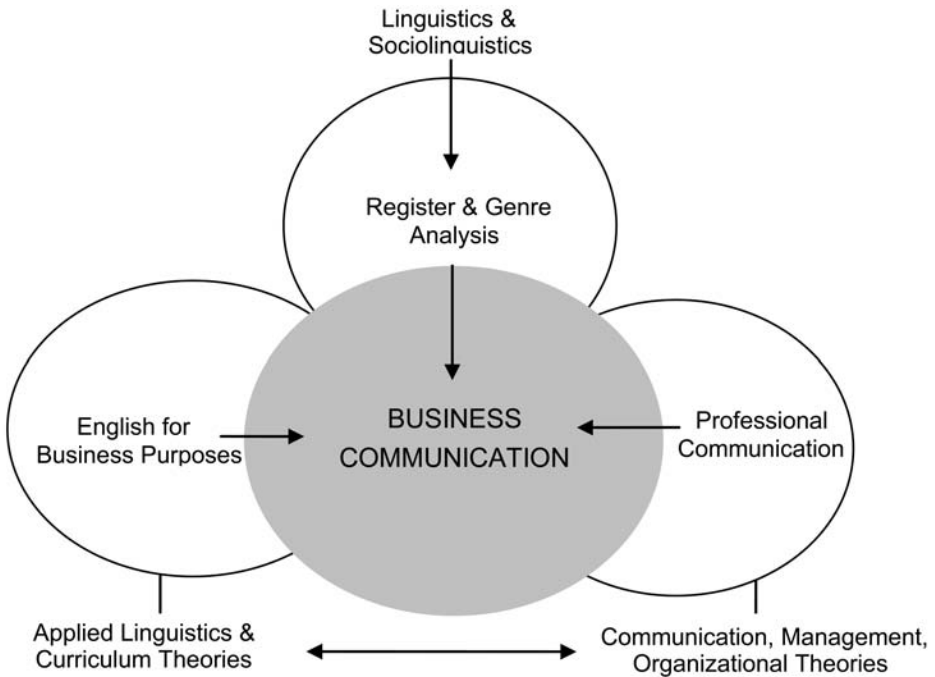 Linguistics &
Sociolinguistics
Register & Genre
Analysis
English for
Business Purposes
BUSINESS
COMMUNICATION
Professional
Communication
Applied Linguistics &
Curriculum Theories
Communication, Management,
Organizational Theories